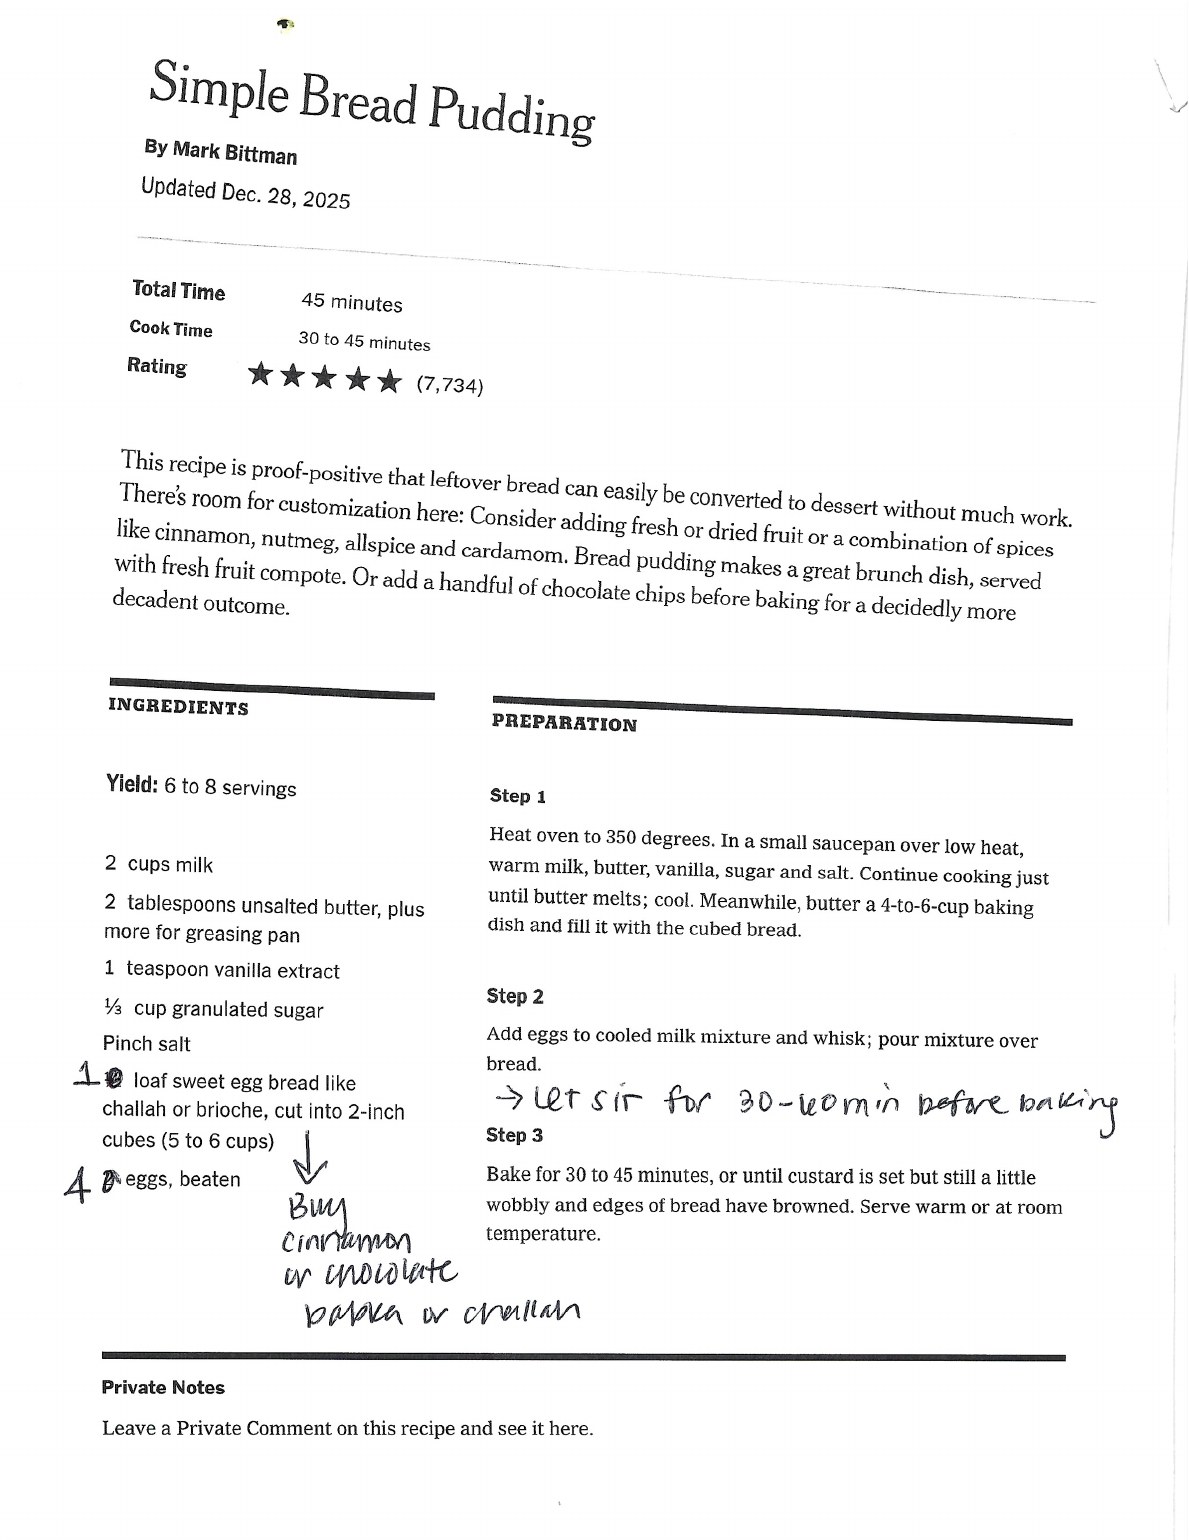 Simple Bread Pudding
By Mark Bittman
Updated Dec. 28, 2025
Total Time 45 minutes
Cook Time 30 to 45 minutes
Rating ★★★★★ (7,734)
This recipe is proof-positive that leftover bread can easily be converted to dessert without much work.
There's room for customization here: Consider adding fresh or dried fruit or a combination of spices
like cinnamon, nutmeg, allspice and cardamom. Bread pudding makes a great brunch dish, served
with fresh fruit compote. Or add a handful of chocolate chips before baking for a decidedly more
decadent outcome.
INGREDIENTS
Yield: 6 to 8 servings
2 cups milk
2 tablespoons unsalted butter, plus
more for greasing pan
1 teaspoon vanilla extract
⅓ cup granulated sugar
Pinch salt
1 loaf sweet egg bread like
challah or brioche, cut into 2-inch
cubes (5 to 6 cups)
4 eggs, beaten
↓
Buy
cinnamon
or chocolate
babka or challah
PREPARATION
Step 1
Heat oven to 350 degrees. In a small saucepan over low heat,
warm milk, butter, vanilla, sugar and salt. Continue cooking just
until butter melts; cool. Meanwhile, butter a 4-to-6-cup baking
dish and fill it with the cubed bread.
Step 2
Add eggs to cooled milk mixture and whisk; pour mixture over
bread.
→ Let sit for 30-60 min before baking
Step 3
Bake for 30 to 45 minutes, or until custard is set but still a little
wobbly and edges of bread have browned. Serve warm or at room
temperature.
Private Notes
Leave a Private Comment on this recipe and see it here.